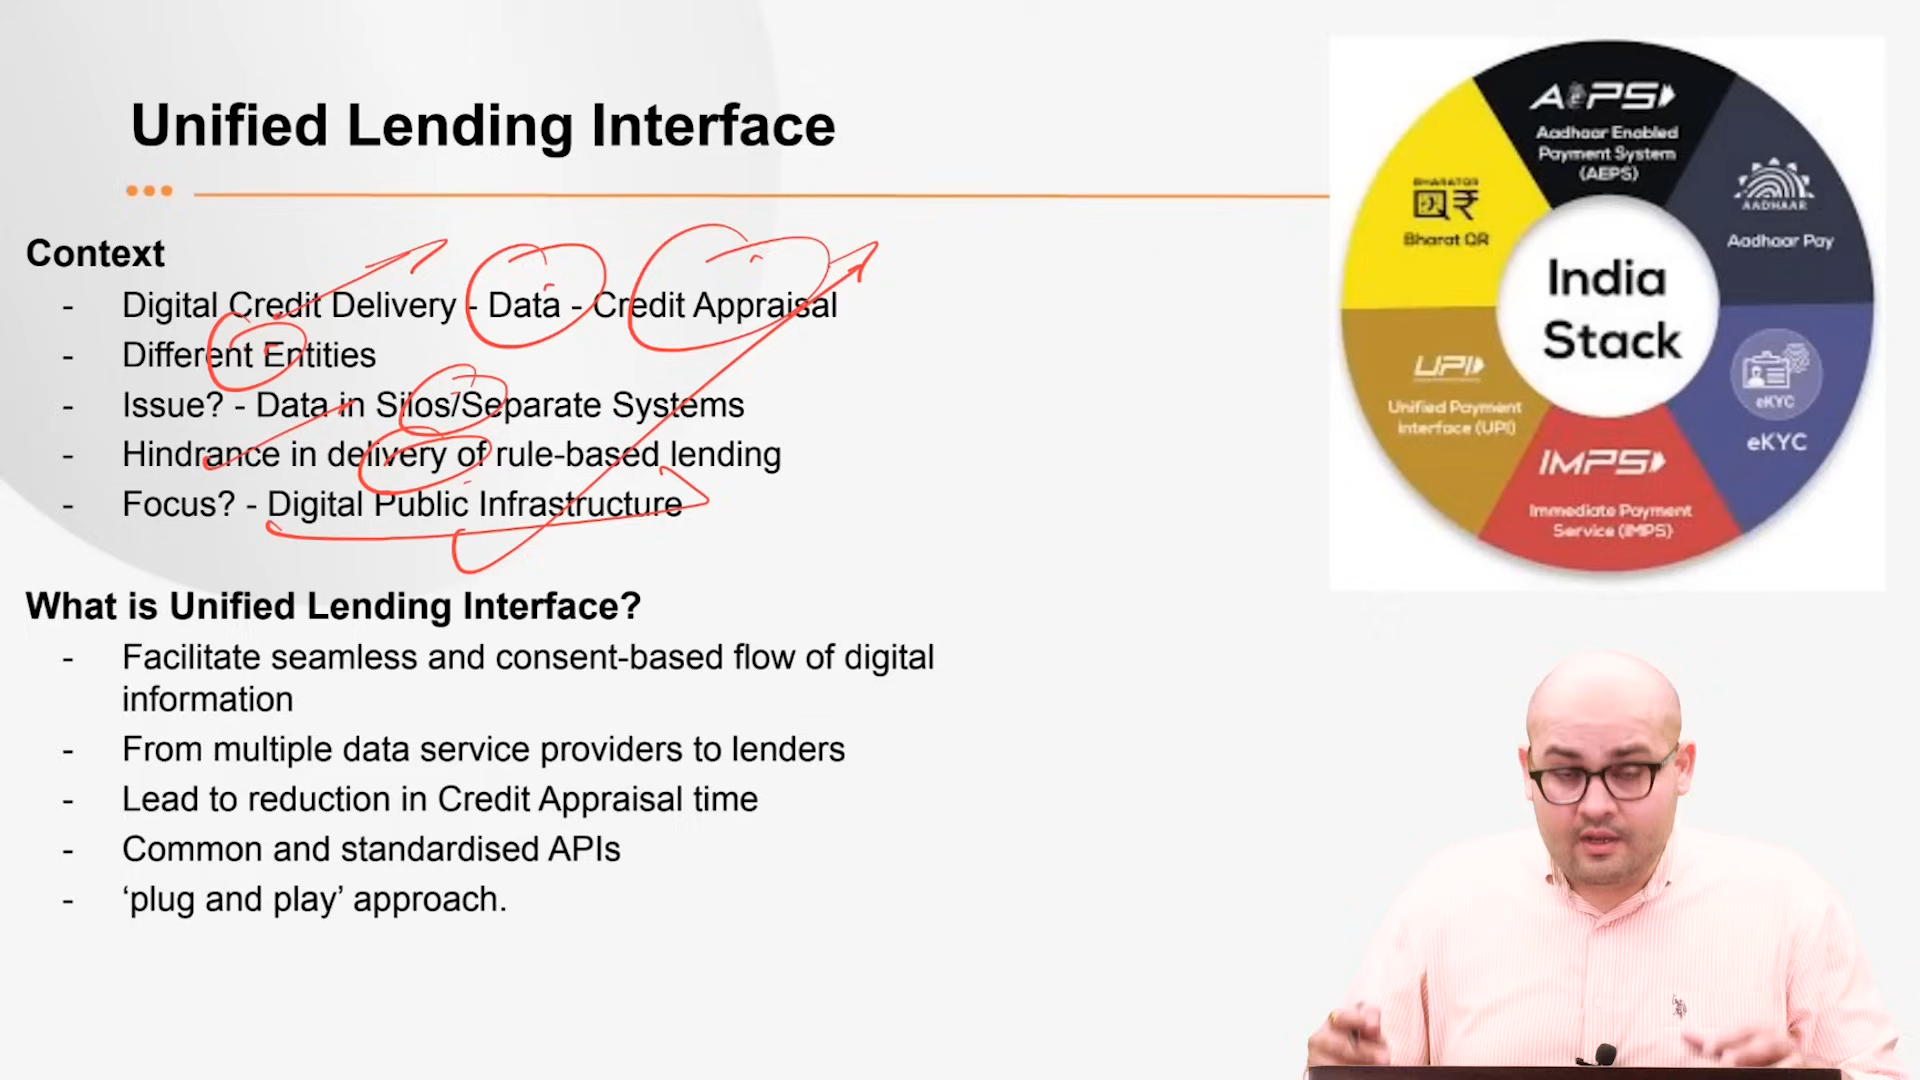 Unified Lending Interface
Context
- Digital Credit Delivery - Data - Credit Appraisal
- Different Entities
- Issue? - Data in Silos/Separate Systems
- Hindrance in delivery of rule-based lending
- Focus? - Digital Public Infrastructure
What is Unified Lending Interface?
- Facilitate seamless and consent-based flow of digital
information
- From multiple data service providers to lenders
- Lead to reduction in Credit Appraisal time
- Common and standardised APIs
- ‘plug and play’ approach.
AePS
Aadhaar Enabled
Payment System
(AEPS)
AADHAAR
Aadhaar Pay
eKYC
eKYC
IMPS
Immediate Payment
Service (IMPS)
UPI
Unified Payment
Interface (UPI)
BHARATQR
Bharat QR
India
Stack